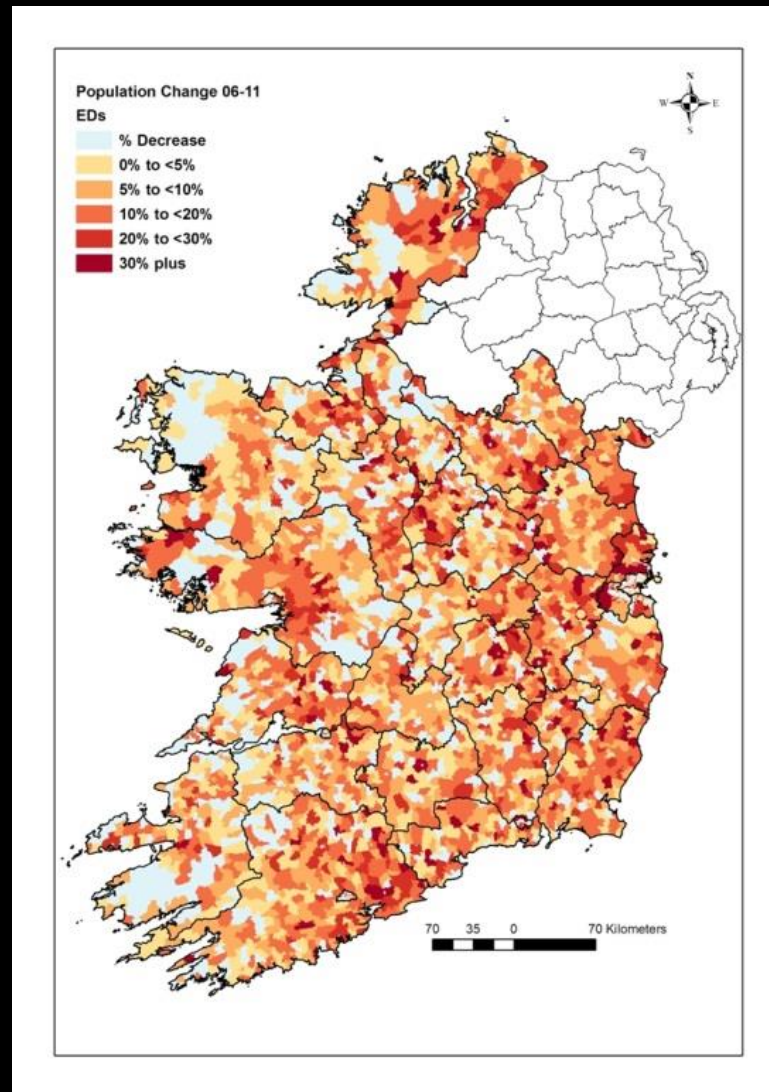 Population Change 06-11
EDs
% Decrease
0% to <5%
5% to <10%
10% to <20%
20% to <30%
30% plus
N
W E
S
70 35 0 70 Kilometers